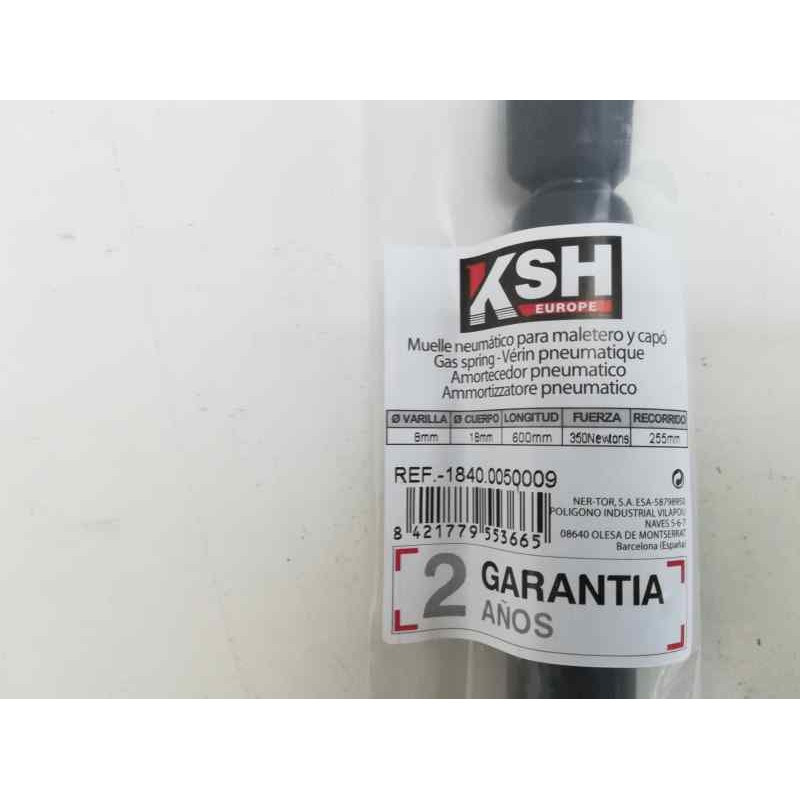 KSH
EUROPE
Muelle neumático para maletero y capó
Gas spring - Vérin pneumatique
Amortecedor pneumatico
Ammortizzatore pneumatico
Ø VARILLA Ø CUERPO LONGITUD FUERZA RECORRIDO
8mm 18mm 600mm 350Newtons 255mm
REF.-1840.0050009
NER-TOR, S.A. ESA-58798950
POLIGONO INDUSTRIAL VILAPOU
NAVES 5-6-7
08640 OLESA DE MONTSERRAT
Barcelona (España)
8 421779 553665
2 GARANTIA
AÑOS